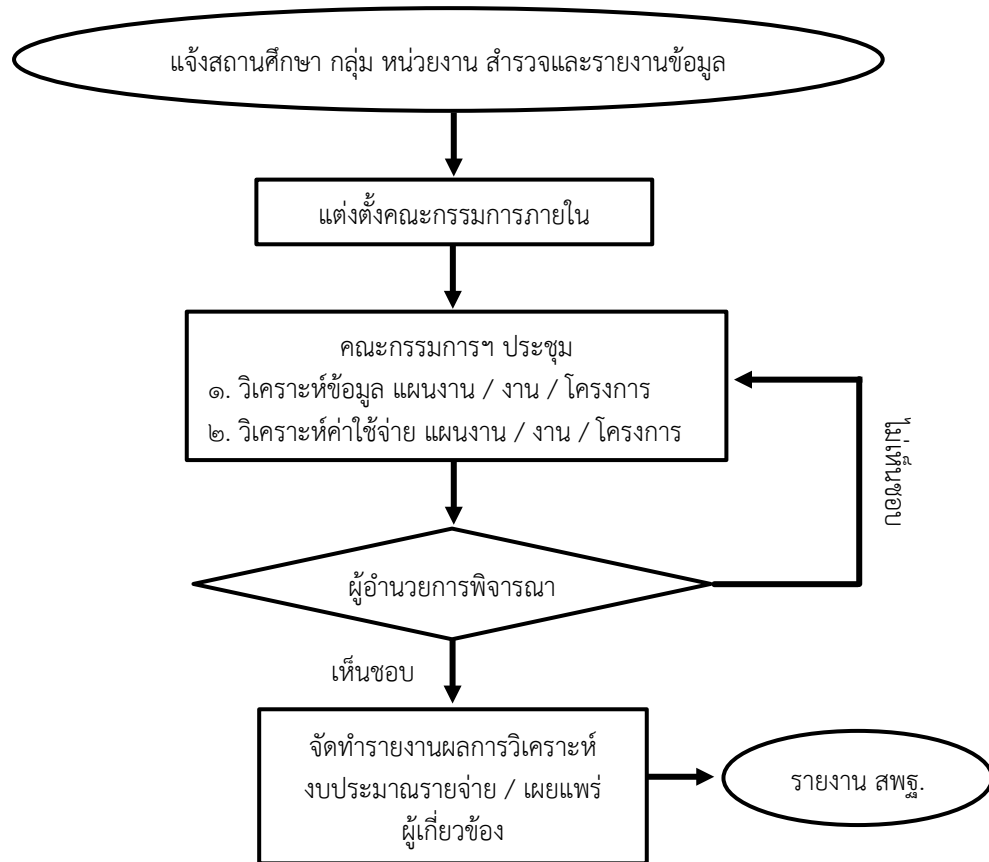 แจ้งสถานศึกษา กลุ่ม หน่วยงาน สำรวจและรายงานข้อมูล
แต่งตั้งคณะกรรมการภายใน
คณะกรรมการฯ ประชุม
๑. วิเคราะห์ข้อมูล แผนงาน / งาน / โครงการ
๒. วิเคราะห์ค่าใช้จ่าย แผนงาน / งาน / โครงการ
ไม่เห็นชอบ
ผู้อำนวยการพิจารณา
เห็นชอบ
จัดทำรายงานผลการวิเคราะห์
งบประมาณรายจ่าย / เผยแพร่
ผู้เกี่ยวข้อง
รายงาน สพฐ.